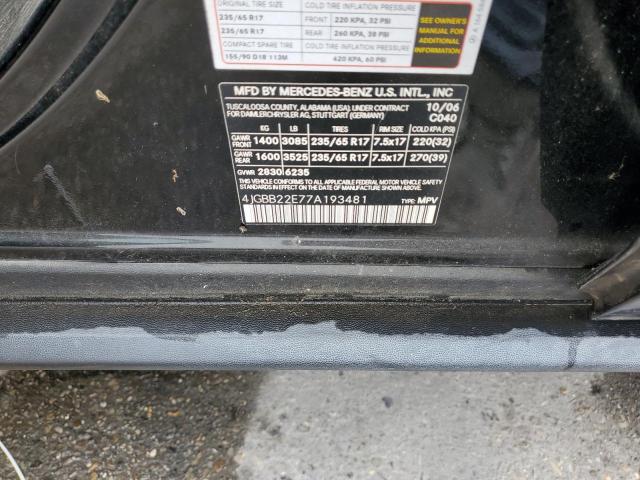 ORIGINAL TIRE SIZE COLD TIRE INFLATION PRESSURE
235/65 R17 FRONT 220 KPA, 32 PSI
235/65 R17 REAR 260 KPA, 38 PSI
COMPACT SPARE TIRE COLD TIRE INFLATION PRESSURE
155/90 D18 113M 420 KPA, 60 PSI
SEE OWNER'S
MANUAL FOR
ADDITIONAL
INFORMATION
MFD BY MERCEDES-BENZ U.S. INTL., INC
TUSCALOOSA COUNTY, ALABAMA (USA), UNDER CONTRACT 10/06
FOR DAIMLERCHRYSLER AG, STUTTGART (GERMANY) C040
KG LB TIRES RIM SIZE COLD KPA (PSI)
GAWR FRONT 1400 3085 235/65 R17 7.5x17 220(32)
GAWR REAR 1600 3525 235/65 R17 7.5x17 270(39)
GVWR 2830 6235
THIS VEHICLE CONFORMS TO ALL APPLICABLE FEDERAL MOTOR VEHICLE SAFETY
STANDARDS IN EFFECT ON THE DATE OF MANUFACTURE SHOWN ABOVE
4JGBB22E77A193481 TYPE: MPV